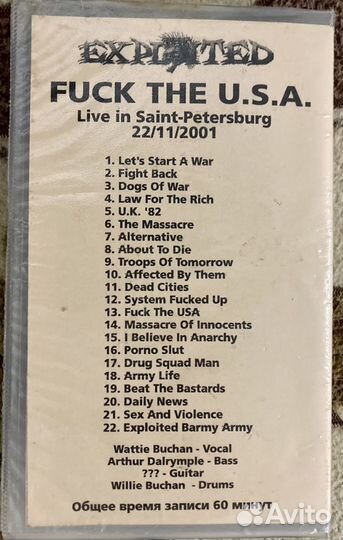 EXPLOITED
FUCK THE U.S.A.
Live in Saint-Petersburg
22/11/2001
1. Let's Start A War
2. Fight Back
3. Dogs Of War
4. Law For The Rich
5. U.K. '82
6. The Massacre
7. Alternative
8. About To Die
9. Troops Of Tomorrow
10. Affected By Them
11. Dead Cities
12. System Fucked Up
13. Fuck The USA
14. Massacre Of Innocents
15. I Believe In Anarchy
16. Porno Slut
17. Drug Squad Man
18. Army Life
19. Beat The Bastards
20. Daily News
21. Sex And Violence
22. Exploited Barmy Army
Wattie Buchan - Vocal
Arthur Dalrymple - Bass
??? - Guitar
Willie Buchan - Drums
Общее время записи 60 минут
Avito